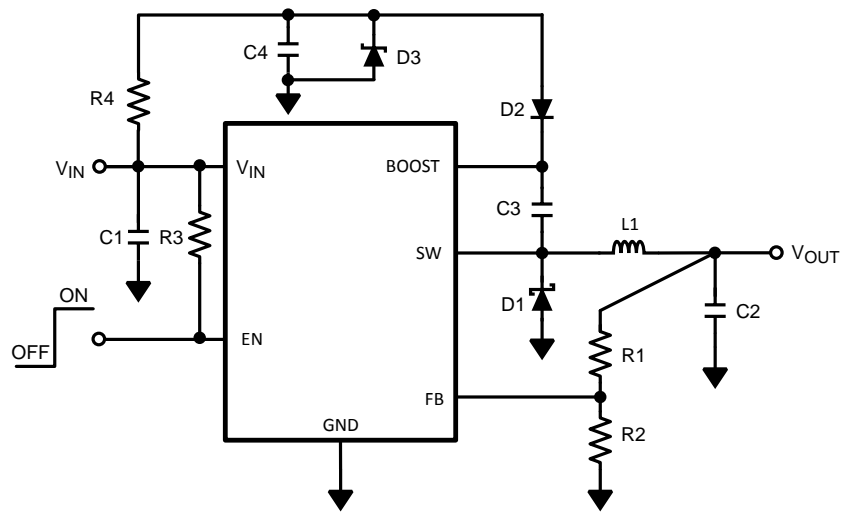 C4
D3
R4
D2
VIN
VIN
BOOST
C3
L1
C1
R3
SW
VOUT
ON
D1
C2
OFF
EN
R1
FB
GND
R2